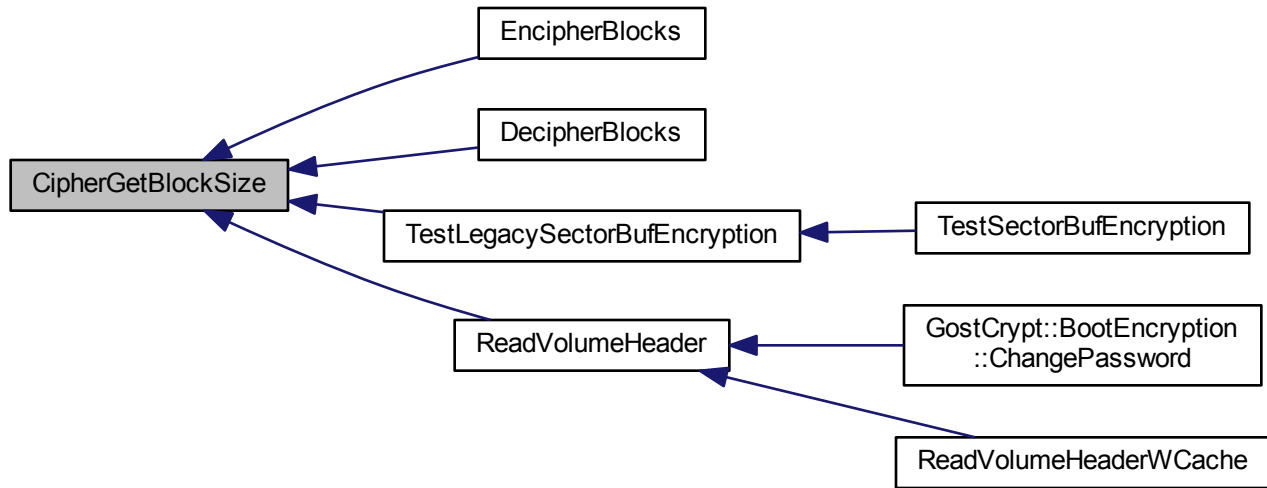 EncipherBlocks
DecipherBlocks
CipherGetBlockSize
TestLegacySectorBufEncryption
TestSectorBufEncryption
ReadVolumeHeader
GostCrypt::BootEncryption
::ChangePassword
ReadVolumeHeaderWCache